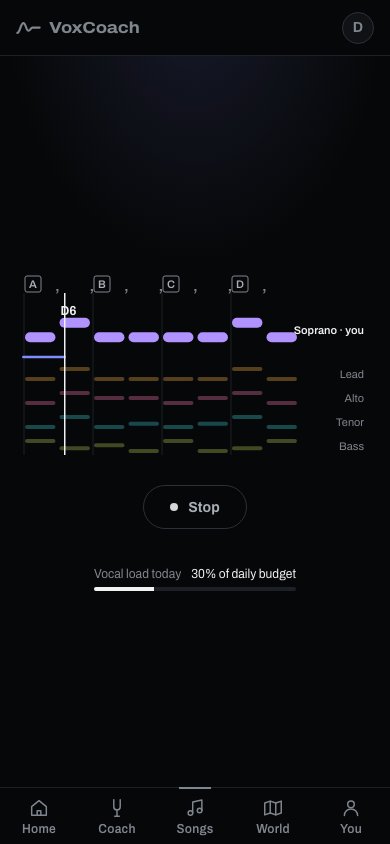 VoxCoach
D
A , , B , , C , , D ,
D6
Soprano · you
Lead
Alto
Tenor
Bass
Stop
Vocal load today 30% of daily budget
Home Coach Songs World You